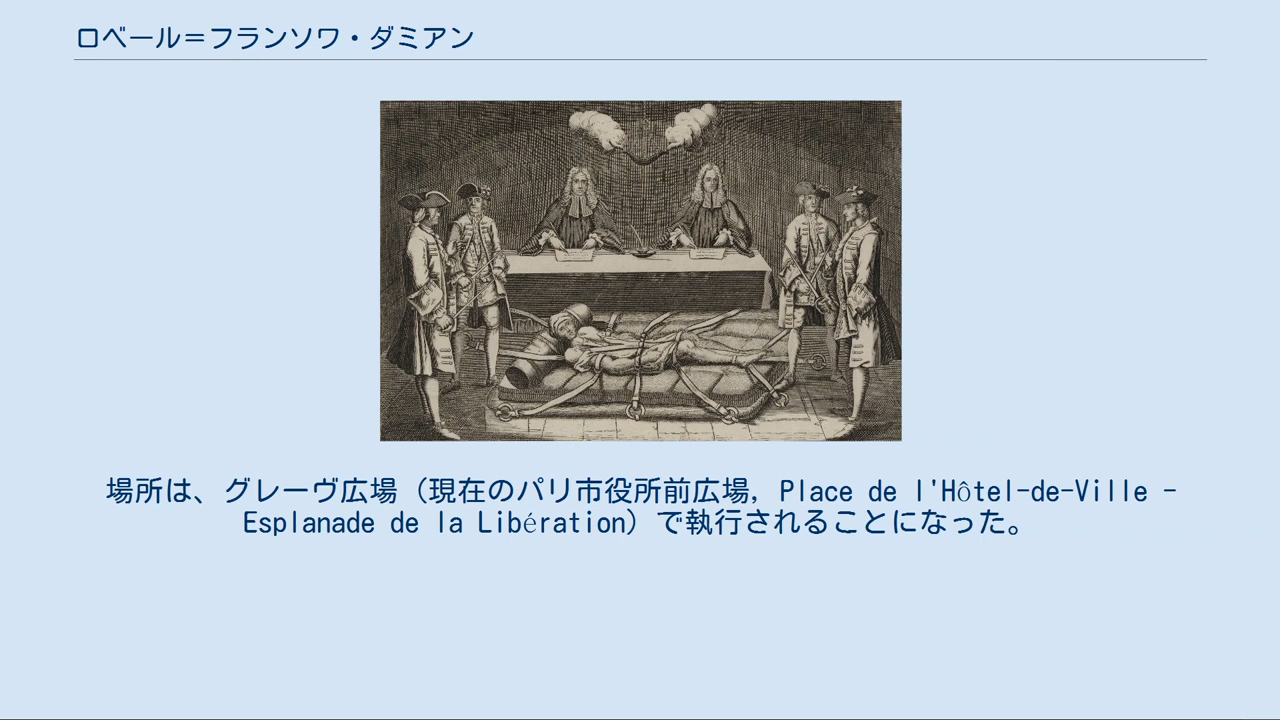 ロベール＝フランソワ・ダミアン
場所は、グレーヴ広場（現在のパリ市役所前広場, Place de l'Hôtel-de-Ville -
Esplanade de la Libération）で執行されることになった。